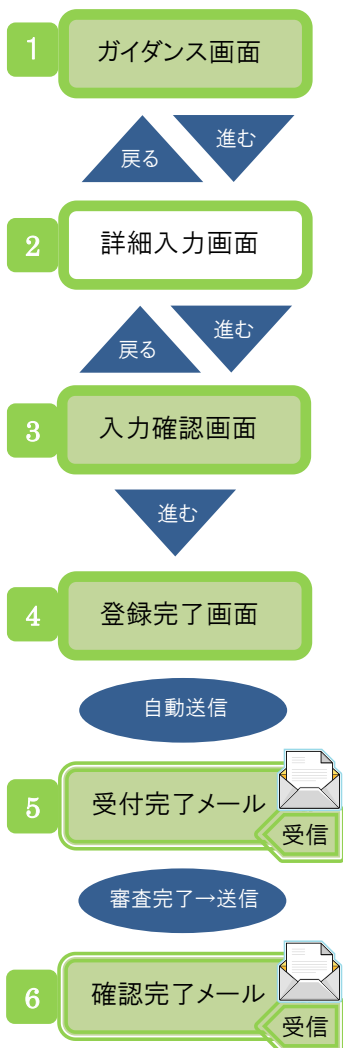 1
ガイダンス画面
戻る
進む
2
詳細入力画面
戻る
進む
3
入力確認画面
進む
4
登録完了画面
自動送信
5
受付完了メール
受信
審査完了→送信
6
確認完了メール
受信